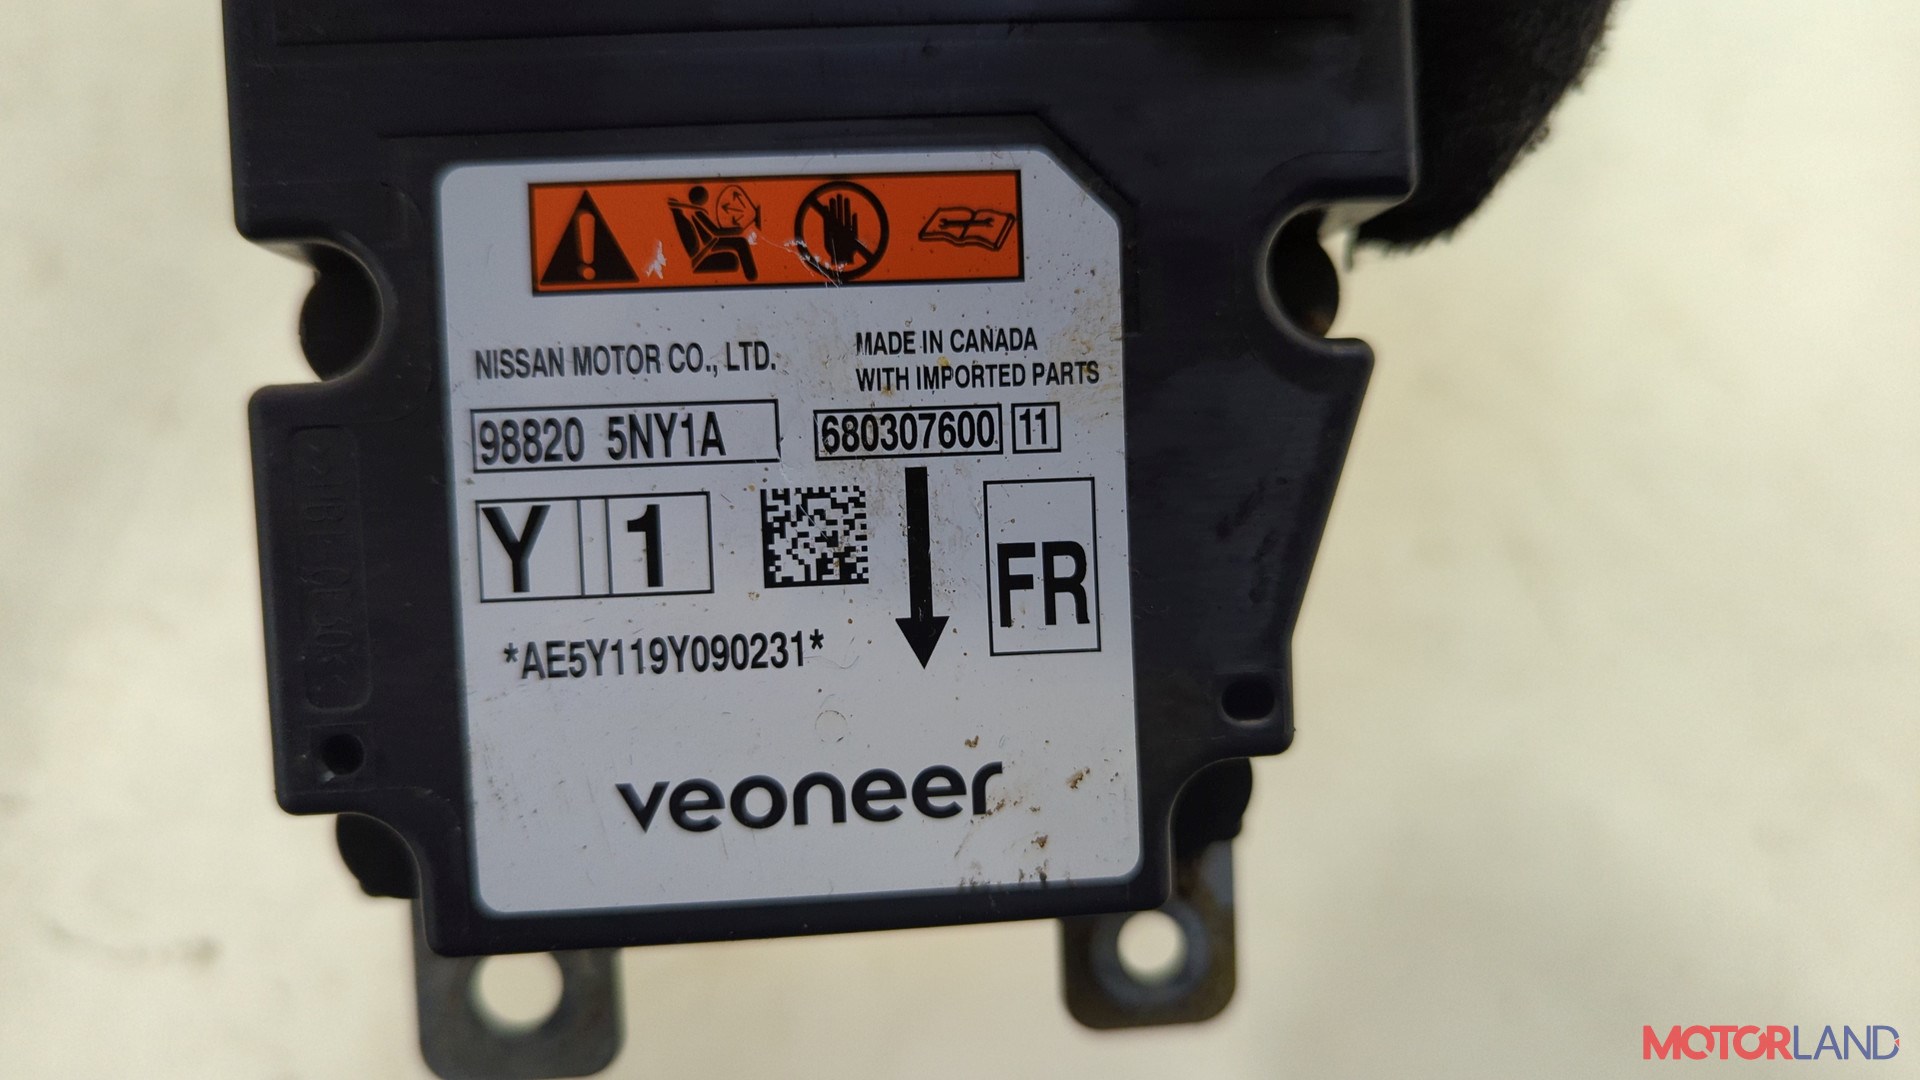 NISSAN MOTOR CO., LTD.
MADE IN CANADA
WITH IMPORTED PARTS
98820 5NY1A
680307600 11
Y 1
FR
*AE5Y119Y090231*
veoneer
MOTORLAND